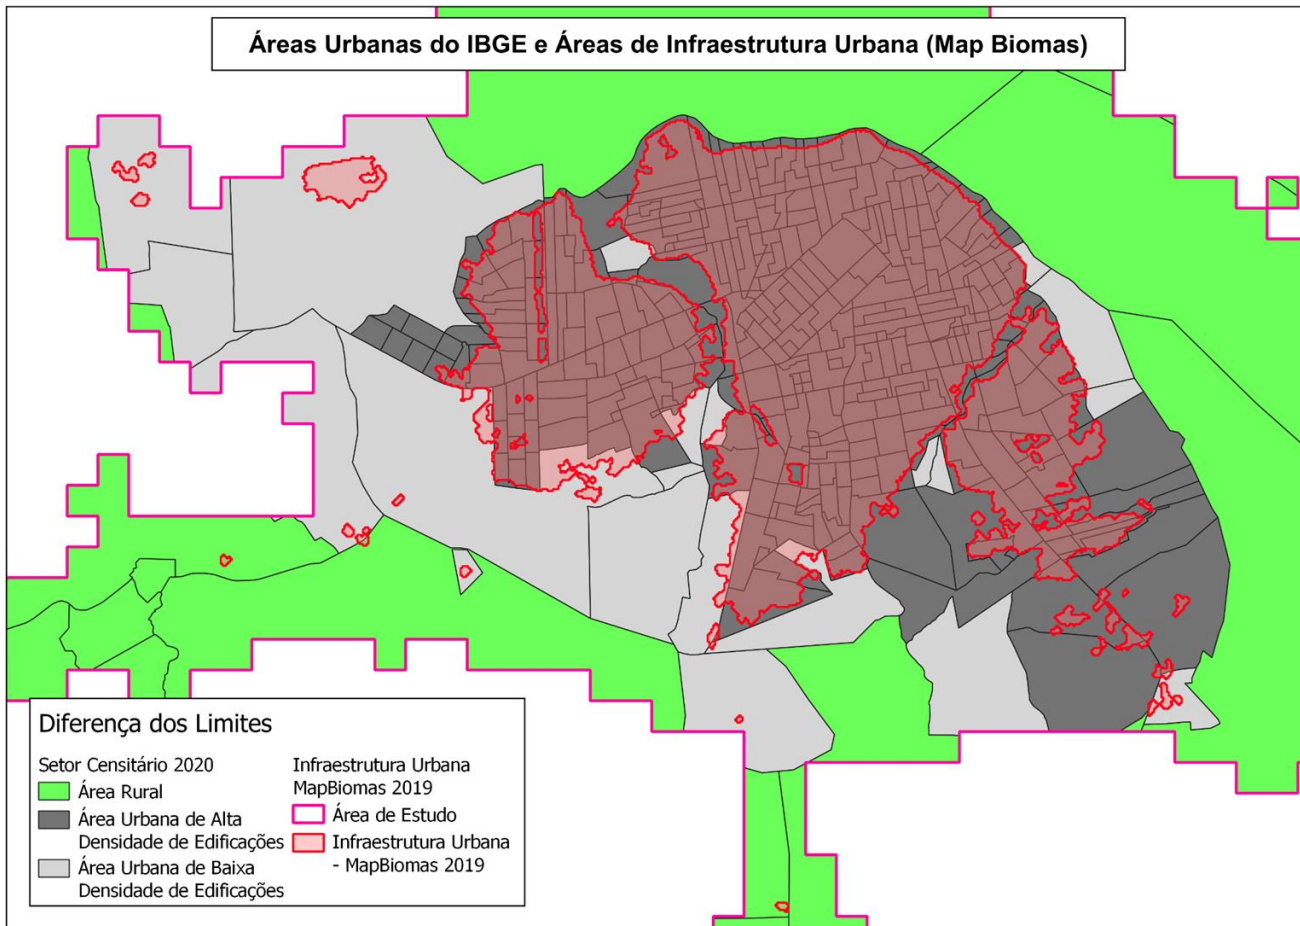 Áreas Urbanas do IBGE e Áreas de Infraestrutura Urbana (Map Biomas)
Diferença dos Limites
Setor Censitário 2020
Área Rural
Área Urbana de Alta
Densidade de Edificações
Área Urbana de Baixa
Densidade de Edificações
Infraestrutura Urbana
MapBiomas 2019
Área de Estudo
Infraestrutura Urbana
- MapBiomas 2019